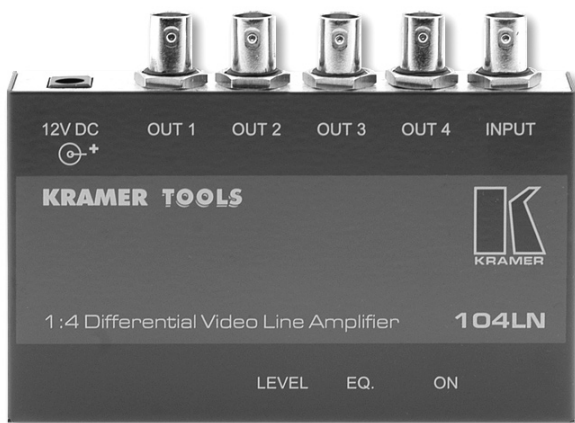 12V DC OUT 1 OUT 2 OUT 3 OUT 4 INPUT
+
KRAMER TOOLS
K
KRAMER
1:4 Differential Video Line Amplifier 104LN
LEVEL EQ. ON